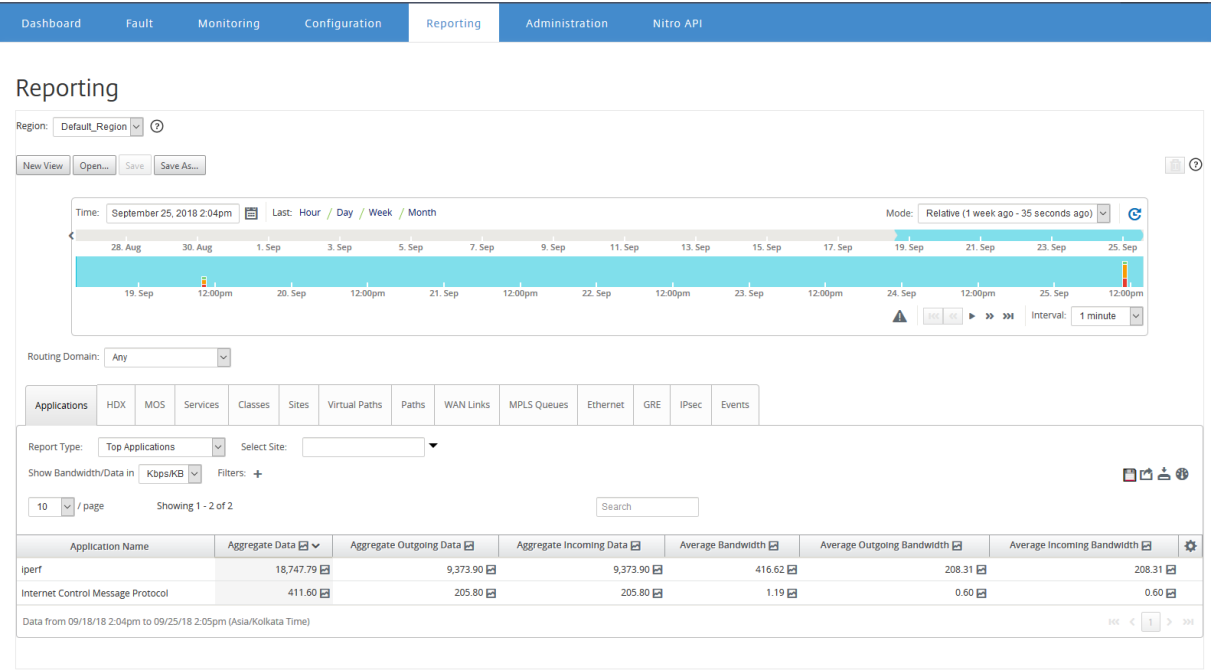 Dashboard Fault Monitoring Configuration Reporting Administration Nitro API
Reporting
Region: Default_Region ?
New View Open... Save Save As... ?
Time: September 25, 2018 2:04pm Last: Hour / Day / Week / Month Mode: Relative (1 week ago - 35 seconds ago)
28. Aug 30. Aug 1. Sep 3. Sep 5. Sep 7. Sep 9. Sep 11. Sep 13. Sep 15. Sep 17. Sep 19. Sep 21. Sep 23. Sep 25. Sep
19. Sep 12:00pm 20. Sep 12:00pm 21. Sep 12:00pm 22. Sep 12:00pm 23. Sep 12:00pm 24. Sep 12:00pm 25. Sep 12:00pm
Interval: 1 minute
Routing Domain: Any
Applications HDX MOS Services Classes Sites Virtual Paths Paths WAN Links MPLS Queues Ethernet GRE IPsec Events
Report Type: Top Applications Select Site:
Show Bandwidth/Data in Kbps/KB Filters: +
10 / page Showing 1 - 2 of 2 Search
Application Name Aggregate Data Aggregate Outgoing Data Aggregate Incoming Data Average Bandwidth Average Outgoing Bandwidth Average Incoming Bandwidth
iperf 18,747.79 9,373.90 9,373.90 416.62 208.31 208.31
Internet Control Message Protocol 411.60 205.80 205.80 1.19 0.60 0.60
Data from 09/18/18 2:04pm to 09/25/18 2:05pm (Asia/Kolkata Time) 1